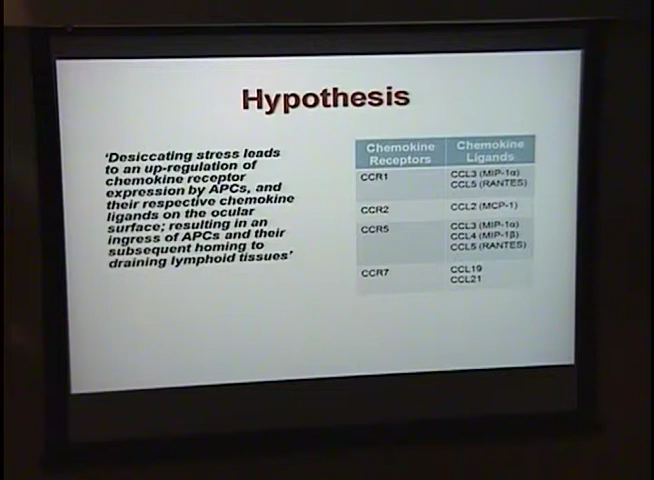 Hypothesis
'Desiccating stress leads
to an up-regulation of
chemokine receptor
expression by APCs, and
their respective chemokine
ligands on the ocular
surface; resulting in an
ingress of APCs and their
subsequent homing to
draining lymphoid tissues'
Chemokine Receptors Chemokine Ligands
CCR1 CCL3 (MIP-1α)
CCL5 (RANTES)
CCR2 CCL2 (MCP-1)
CCR5 CCL3 (MIP-1α)
CCL4 (MIP-1β)
CCL5 (RANTES)
CCR7 CCL19
CCL21